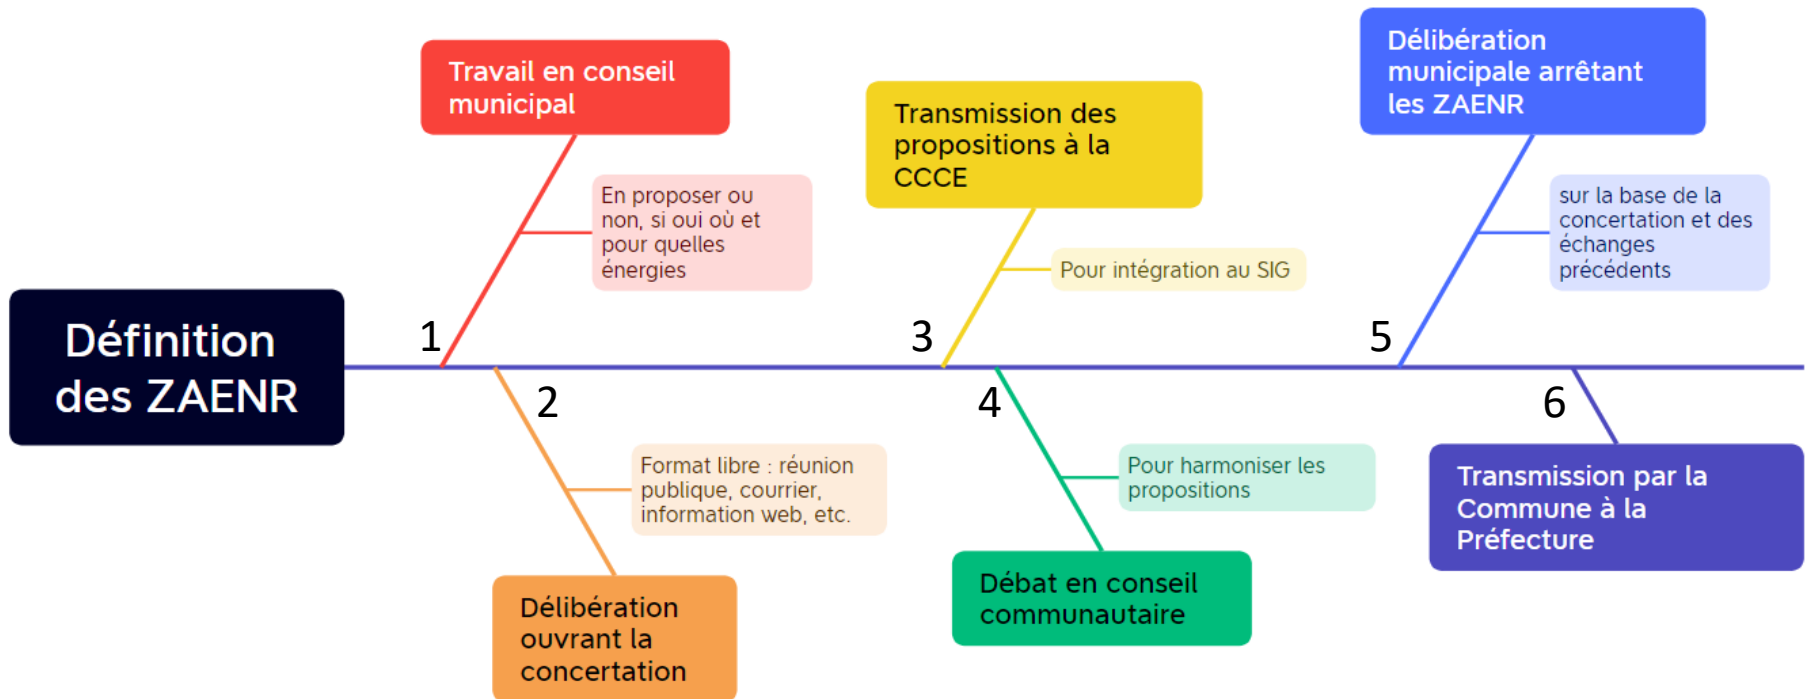 Définition
des ZAENR
1
Travail en conseil
municipal
En proposer ou
non, si oui où et
pour quelles
énergies
2
Format libre : réunion
publique, courrier,
information web, etc.
Délibération
ouvrant la
concertation
3
Transmission des
propositions à la
CCCE
Pour intégration au SIG
4
Pour harmoniser les
propositions
Débat en conseil
communautaire
5
Délibération
municipale arrêtant
les ZAENR
sur la base de la
concertation et des
échanges
précédents
6
Transmission par la
Commune à la
Préfecture